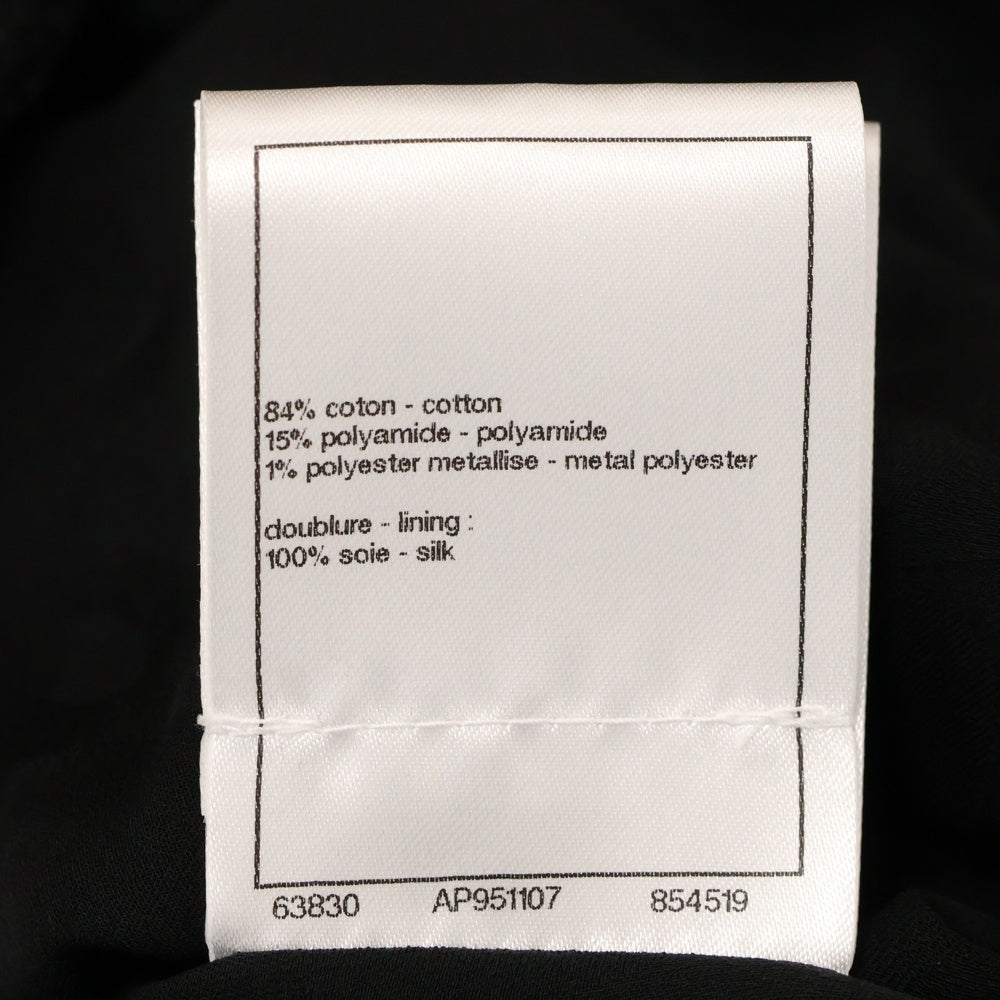 84% coton - cotton
15% polyamide - polyamide
1% polyester metallise - metal polyester
doublure - lining :
100% soie - silk
63830 AP951107 854519